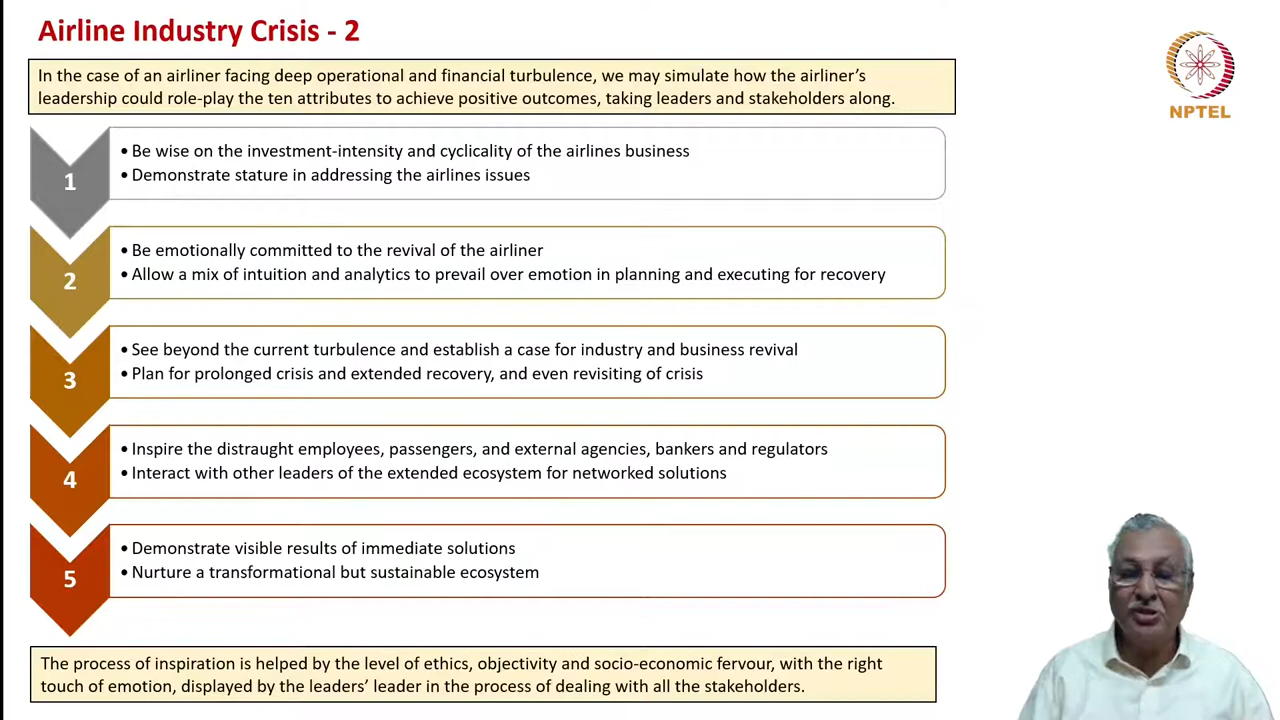 Airline Industry Crisis - 2
NPTEL
In the case of an airliner facing deep operational and financial turbulence, we may simulate how the airliner's
leadership could role-play the ten attributes to achieve positive outcomes, taking leaders and stakeholders along.
1
• Be wise on the investment-intensity and cyclicality of the airlines business
• Demonstrate stature in addressing the airlines issues
2
• Be emotionally committed to the revival of the airliner
• Allow a mix of intuition and analytics to prevail over emotion in planning and executing for recovery
3
• See beyond the current turbulence and establish a case for industry and business revival
• Plan for prolonged crisis and extended recovery, and even revisiting of crisis
4
• Inspire the distraught employees, passengers, and external agencies, bankers and regulators
• Interact with other leaders of the extended ecosystem for networked solutions
5
• Demonstrate visible results of immediate solutions
• Nurture a transformational but sustainable ecosystem
The process of inspiration is helped by the level of ethics, objectivity and socio-economic fervour, with the right
touch of emotion, displayed by the leaders' leader in the process of dealing with all the stakeholders.